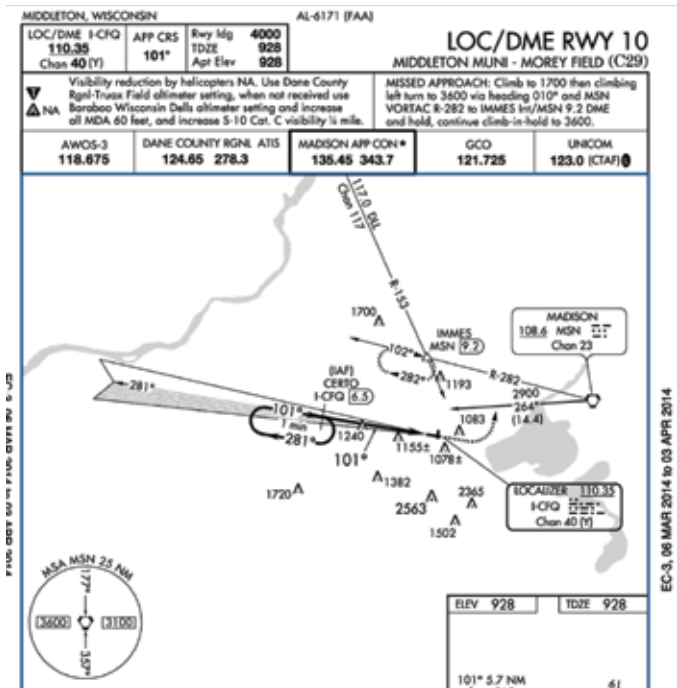 MIDDLETON, WISCONSIN
AL-6171 (FAA)
LOC/DME I-CFQ
110.35
Chan 40 (Y)
APP CRS
101°
Rwy ldg 4000
TDZE 928
Apt Elev 928
LOC/DME RWY 10
MIDDLETON MUNI - MOREY FIELD (C29)
Visibility reduction by helicopters NA. Use Dane County
Rgnl-Truax Field altimeter setting, when not received use
Baraboo Wisconsin Dells altimeter setting and increase
all MDA 60 feet, and increase S-10 Cat. C visibility ¼ mile.
NA
MISSED APPROACH: Climb to 1700 then climbing
left turn to 3600 via heading 010° and MSN
VORTAC R-282 to IMMES Int/MSN 9.2 DME
and hold, continue climb-in-hold to 3600.
AWOS-3
118.675
DANE COUNTY RGNL ATIS
124.65 278.3
MADISON APP CON*
135.45 343.7
GCO
121.725
UNICOM
123.0 (CTAF)
117.0 DLL
Chan 117
R-153
1700
IMMES
MSN 9.2
102°
282°
1193
MADISON
108.6 MSN
Chan 23
R-282
2900
264°
(14.4)
(IAF)
CERTO
I-CFQ 6.5
281°
101°
1 min
281°
1240
101°
1155±
1083
1078±
1382
1720
2563
2365
1502
LOCALIZER 110.35
I-CFQ
Chan 40 (Y)
MSA MSN 25 NM
177°
3600
3100
357°
ELEV 928
TDZE 928
101° 5.7 NM
61
EC-3, 06 MAR 2014 to 03 APR 2014